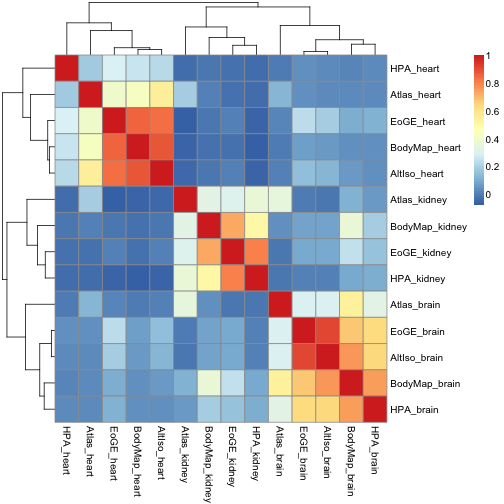 1
0.8
0.6
0.4
0.2
0
HPA_heart
Atlas_heart
EoGE_heart
BodyMap_heart
AltIso_heart
Atlas_kidney
BodyMap_kidney
EoGE_kidney
HPA_kidney
Atlas_brain
EoGE_brain
AltIso_brain
BodyMap_brain
HPA_brain
HPA_heart
Atlas_heart
EoGE_heart
BodyMap_heart
AltIso_heart
Atlas_kidney
BodyMap_kidney
EoGE_kidney
HPA_kidney
Atlas_brain
EoGE_brain
AltIso_brain
BodyMap_brain
HPA_brain